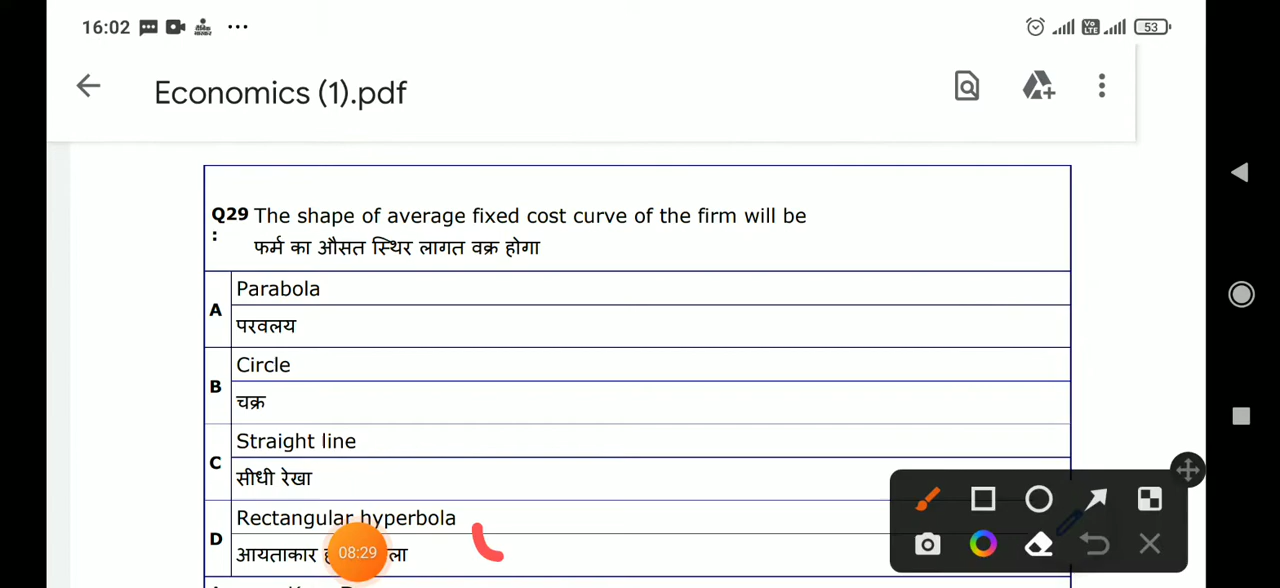 16:02
53
Economics (1).pdf
Q29 The shape of average fixed cost curve of the firm will be
:
फर्म का औसत स्थिर लागत वक्र होगा
A
Parabola
परवलय
B
Circle
चक्र
C
Straight line
सीधी रेखा
D
Rectangular hyperbola
आयताकार
08:29